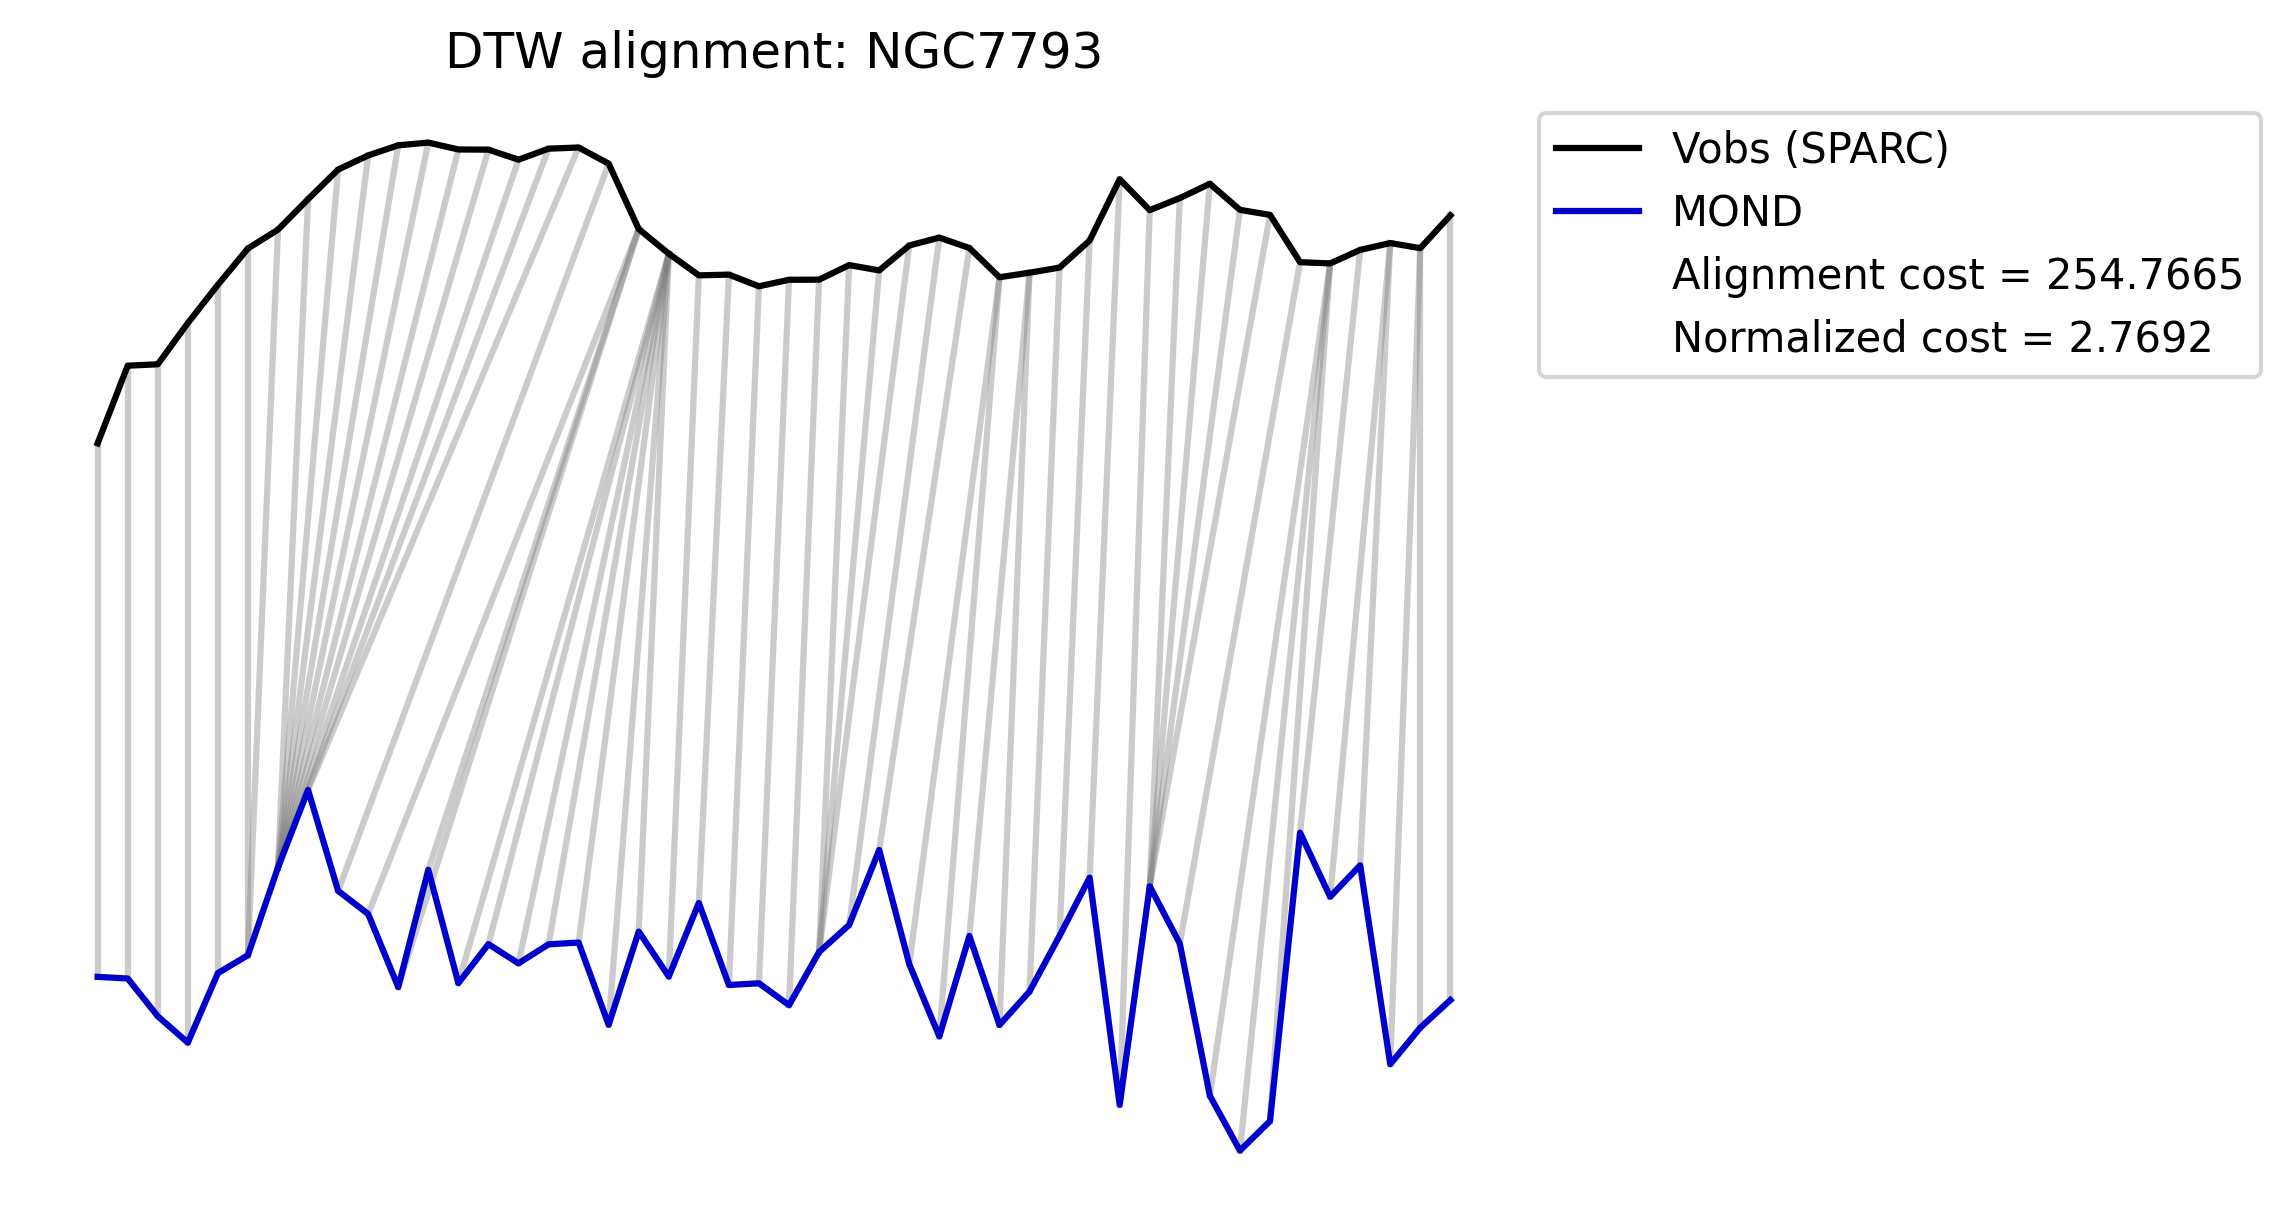 DTW alignment: NGC7793
Vobs (SPARC)
MOND
Alignment cost = 254.7665
Normalized cost = 2.7692